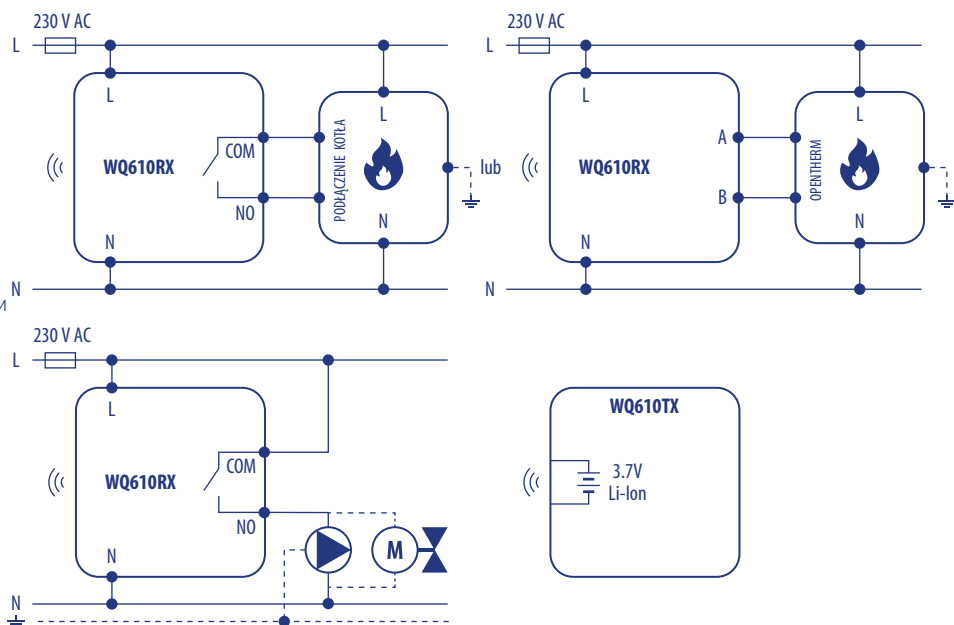 230 V AC
L
L
WQ610RX
COM
NO
N
N
PODŁĄCZENIE KOTŁA
L
N
lub
230 V AC
L
L
WQ610RX
A
B
N
N
OPENTHERM
L
N
и
230 V AC
L
L
WQ610RX
COM
NO
N
N
M
WQ610TX
3.7V
Li-Ion